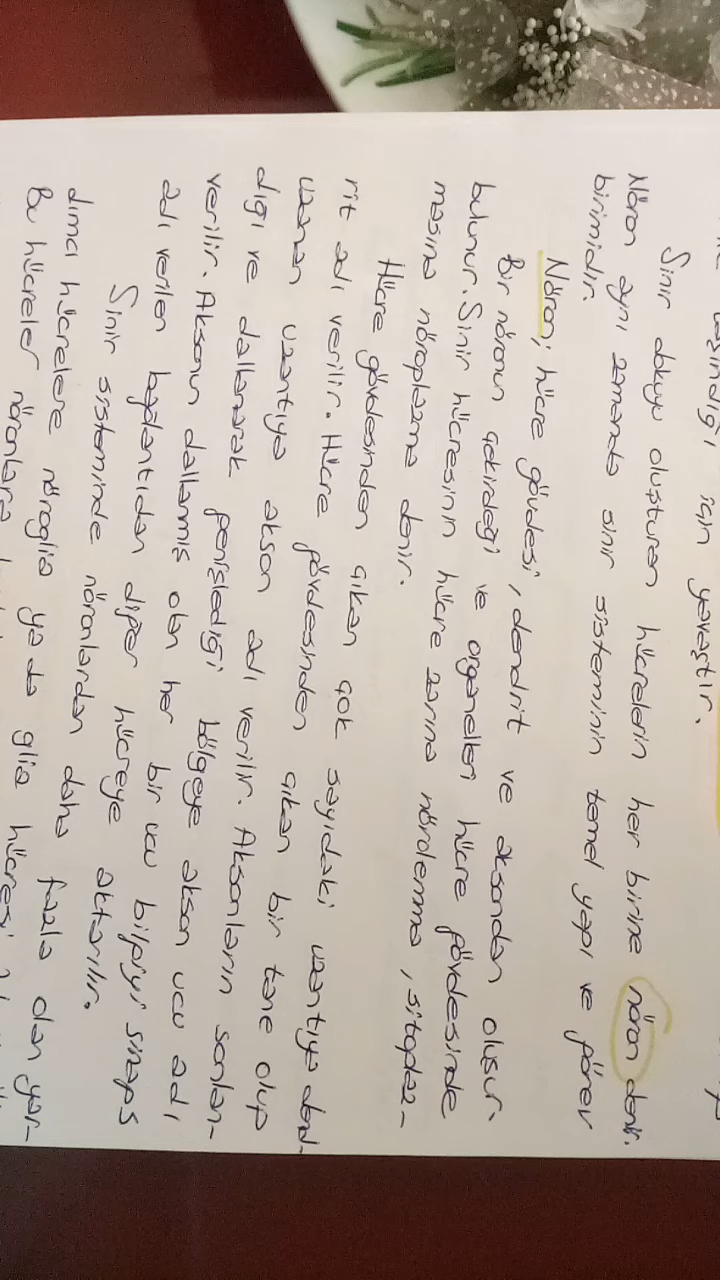 için yavaştır.
Sinir dokuyu oluşturan hücrelerin her birine nöron denir.
Nöron aynı zamanda sinir sisteminin temel yapı ve görev
birimidir.
Nöron; hücre gövdesi, dendrit ve aksondan oluşur.
Bir nöronun çekirdeği ve organelleri hücre gövdesinde
bulunur. Sinir hücresinin hücre zarına nörolemma, sitoplaz-
masına nöroplazma denir.
Hücre gövdesinden çıkan çok sayıdaki uzantıya dend-
rit adı verilir. Hücre gövdesinden çıkan bir tane olup
uzanan uzantıya akson adı verilir. Aksonların sonlan-
dığı ve dallanarak genişlediği bölgeye akson ucu adı
verilir. Aksonun dallanmış olan her bir ucu bilgiyi sinaps
adı verilen bağlantıdan diğer hücreye aktarılır.
Sinir sisteminde nöronlardan daha fazla olan yar-
dımcı hücrelere nöroglia ya da glia hücresi
Bu hücreler nöronlara